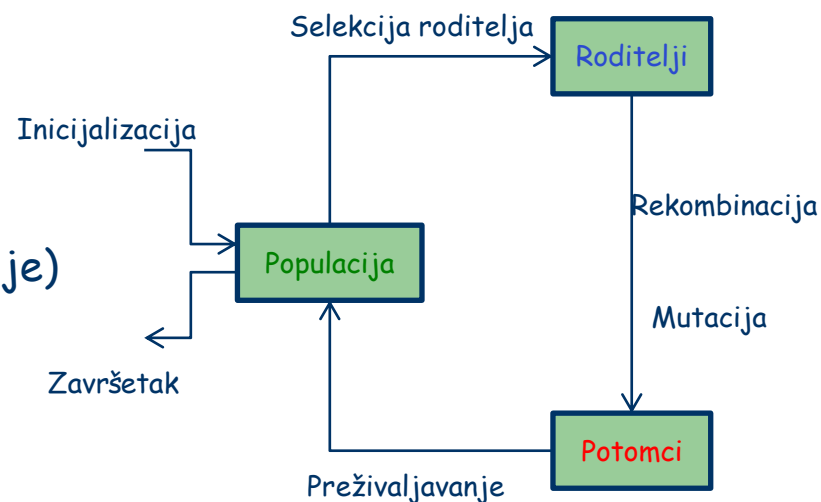 Selekcija roditelja
Roditelji
Inicijalizacija
Rekombinacija
je)
Populacija
Mutacija
Završetak
Potomci
Preživaljavanje